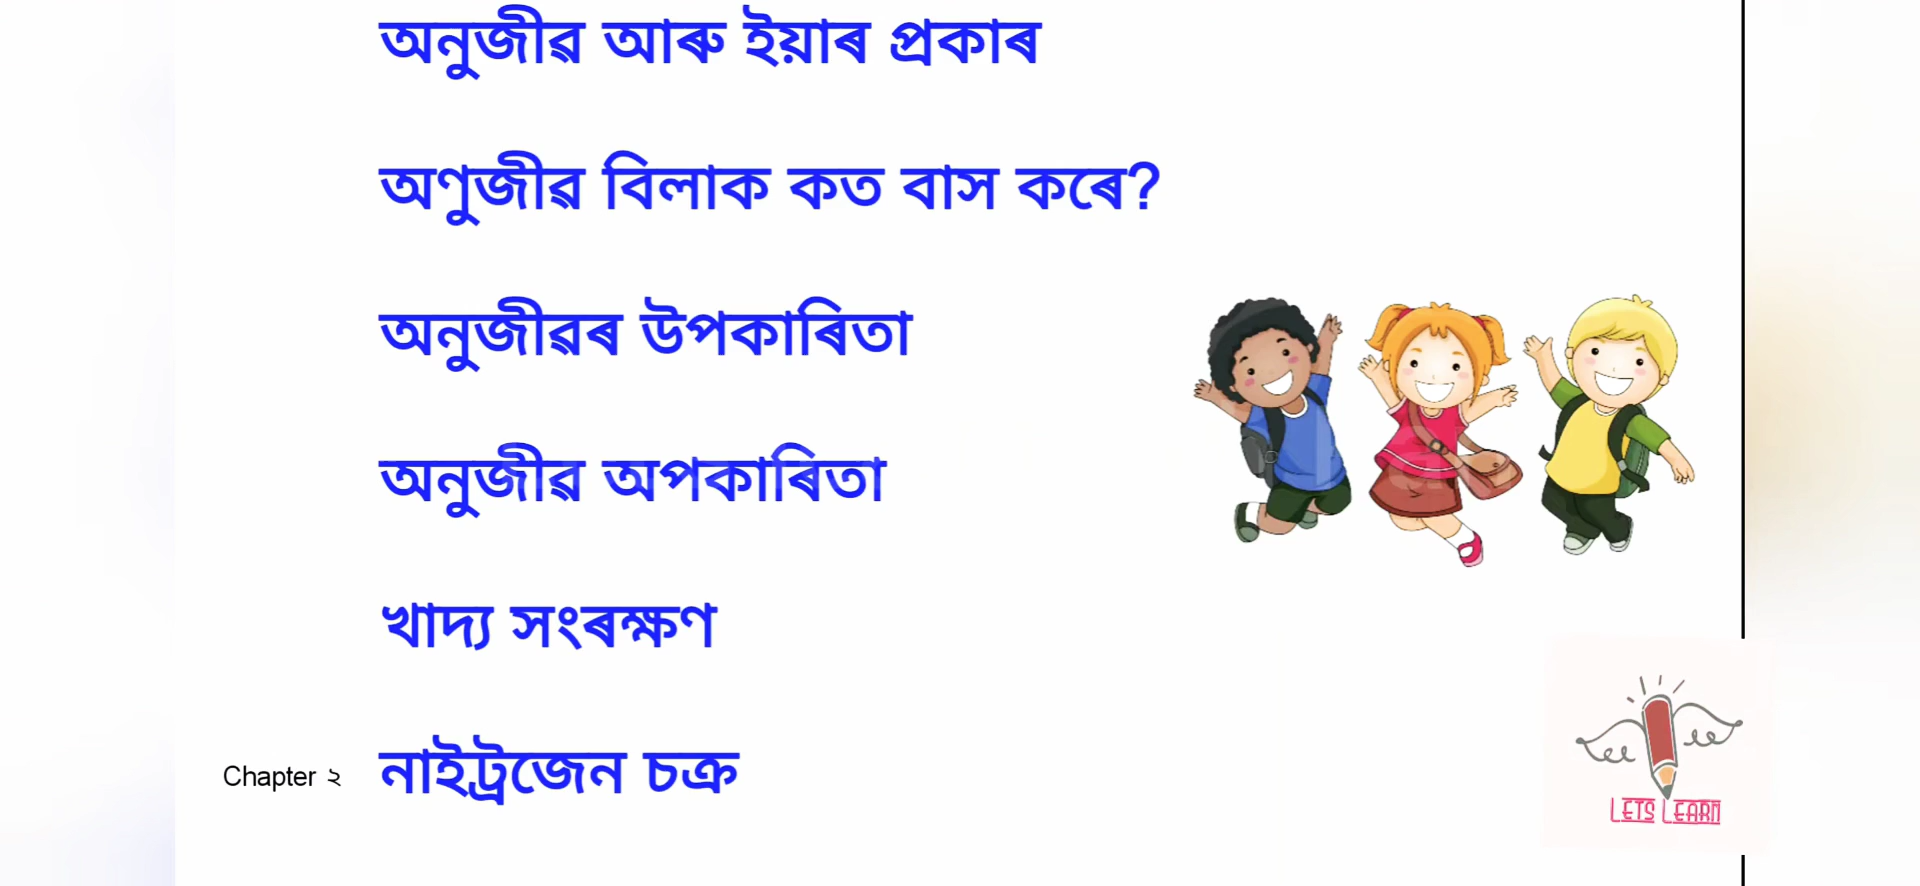 অনুজীৱ আৰু ইয়াৰ প্ৰকাৰ
অণুজীৱ বিলাক কত বাস কৰে?
অনুজীৱৰ উপকাৰিতা
অনুজীৱ অপকাৰিতা
খাদ্য সংৰক্ষণ
Chapter ২ নাইট্ৰজেন চক্ৰ
LETS LEARN